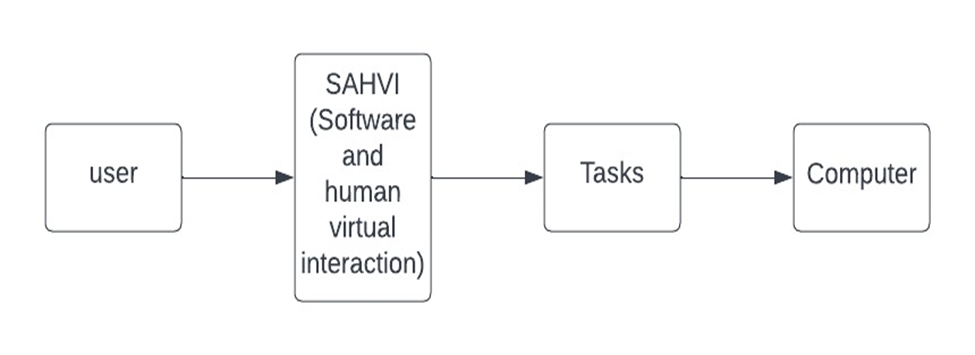 user
SAHVI
(Software
and
human
virtual
interaction)
Tasks
Computer